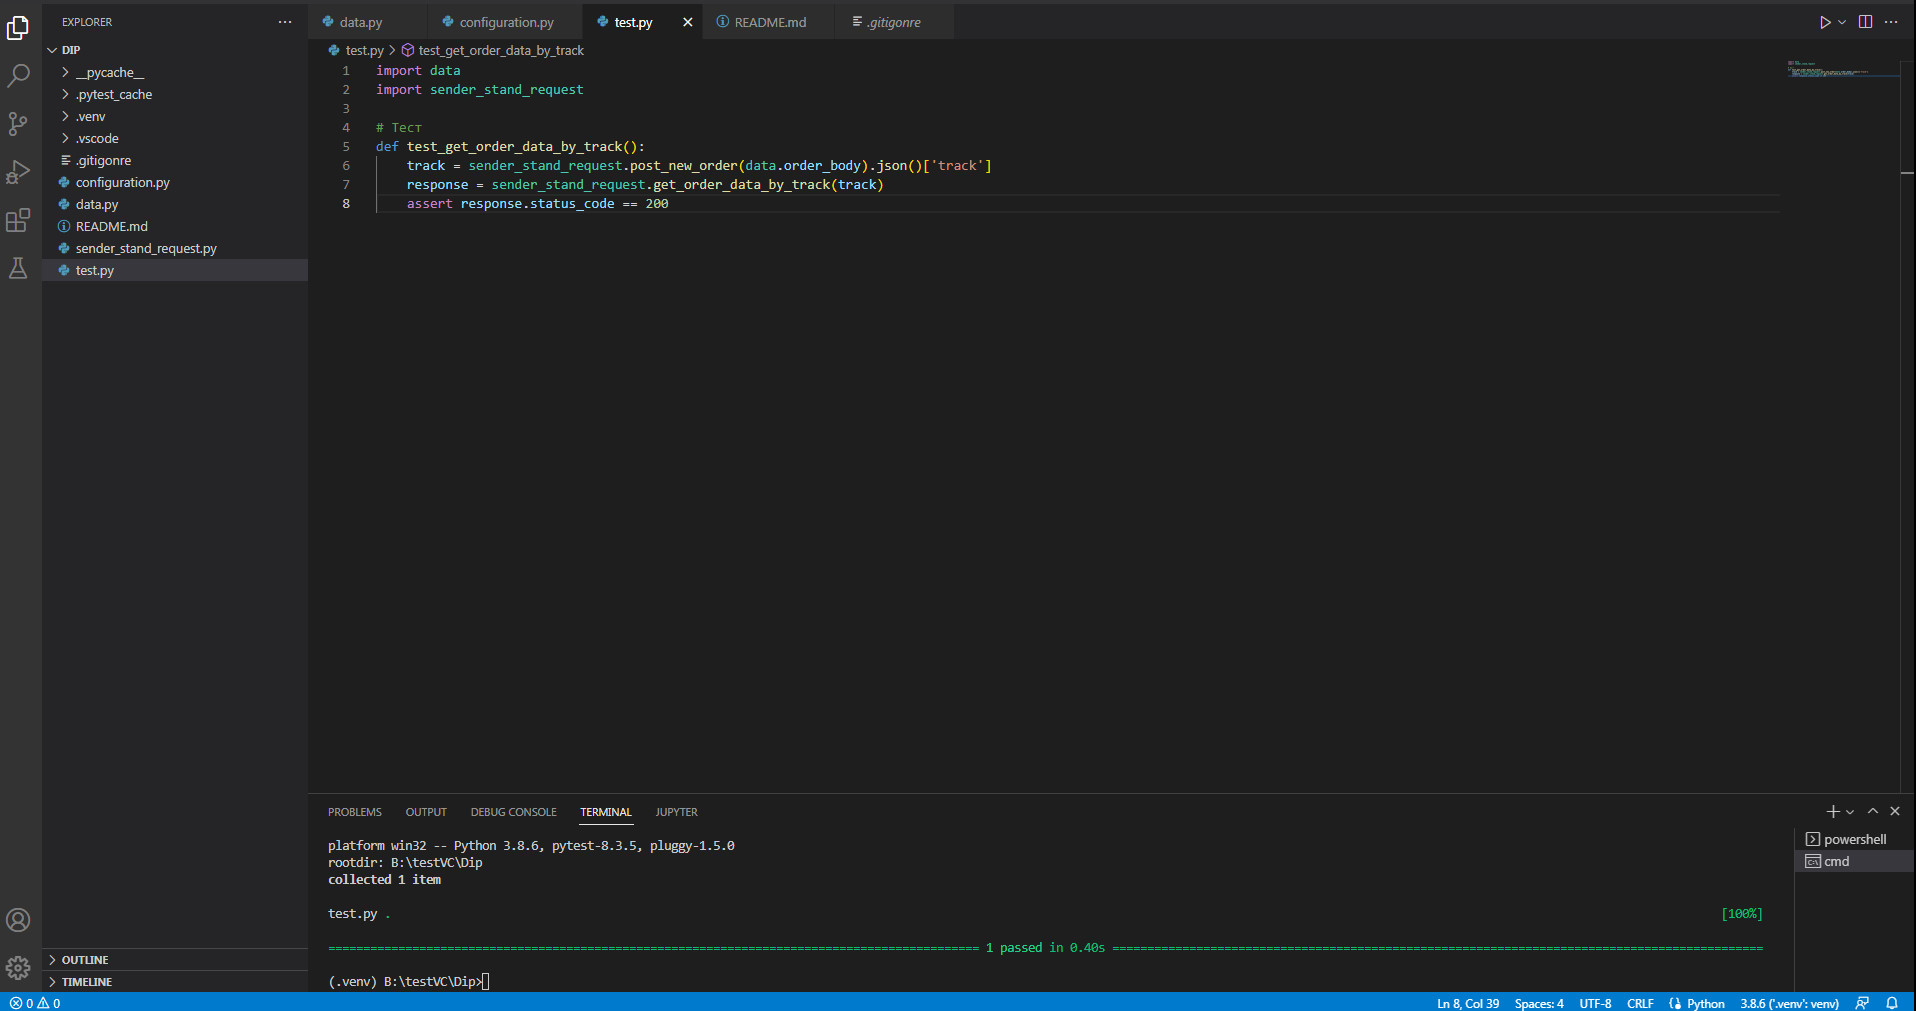 EXPLORER
DIP
__pycache__
.pytest_cache
.venv
.vscode
.gitigonre
configuration.py
data.py
README.md
sender_stand_request.py
test.py
OUTLINE
TIMELINE
data.py configuration.py test.py README.md .gitigonre
test.py > test_get_order_data_by_track
1 import data
2 import sender_stand_request
3
4 # Тест
5 def test_get_order_data_by_track():
6 track = sender_stand_request.post_new_order(data.order_body).json()['track']
7 response = sender_stand_request.get_order_data_by_track(track)
8 assert response.status_code == 200
PROBLEMS OUTPUT DEBUG CONSOLE TERMINAL JUPYTER
platform win32 -- Python 3.8.6, pytest-8.3.5, pluggy-1.5.0
rootdir: B:\testVC\Dip
collected 1 item
test.py . [100%]
1 passed in 0.40s
(.venv) B:\testVC\Dip>
powershell
cmd
0 0 Ln 8, Col 39 Spaces: 4 UTF-8 CRLF Python 3.8.6 ('.venv': venv)